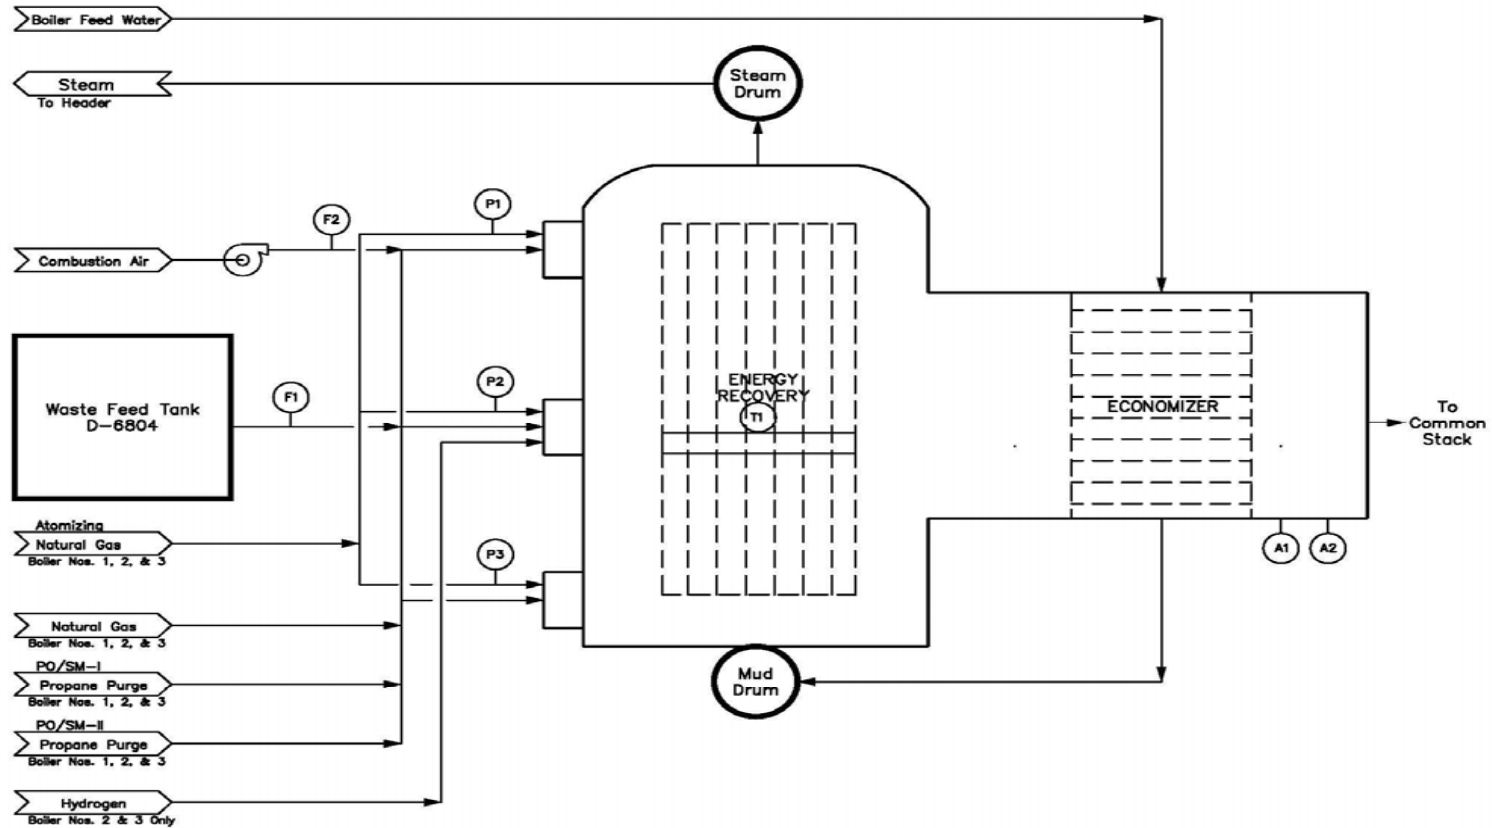 Boiler Feed Water
Steam
To Header
Steam
Drum
F2
P1
Combustion Air
Waste Feed Tank
D-6804
F1
P2
ENERGY
RECOVERY
T1
ECONOMIZER
To
Common
Stack
Atomizing
Natural Gas
Boiler Nos. 1, 2, & 3
P3
A1
A2
Natural Gas
Boiler Nos. 1, 2, & 3
PO/SM-I
Propane Purge
Boiler Nos. 1, 2, & 3
Mud
Drum
PO/SM-II
Propane Purge
Boiler Nos. 1, 2, & 3
Hydrogen
Boiler Nos. 2 & 3 Only